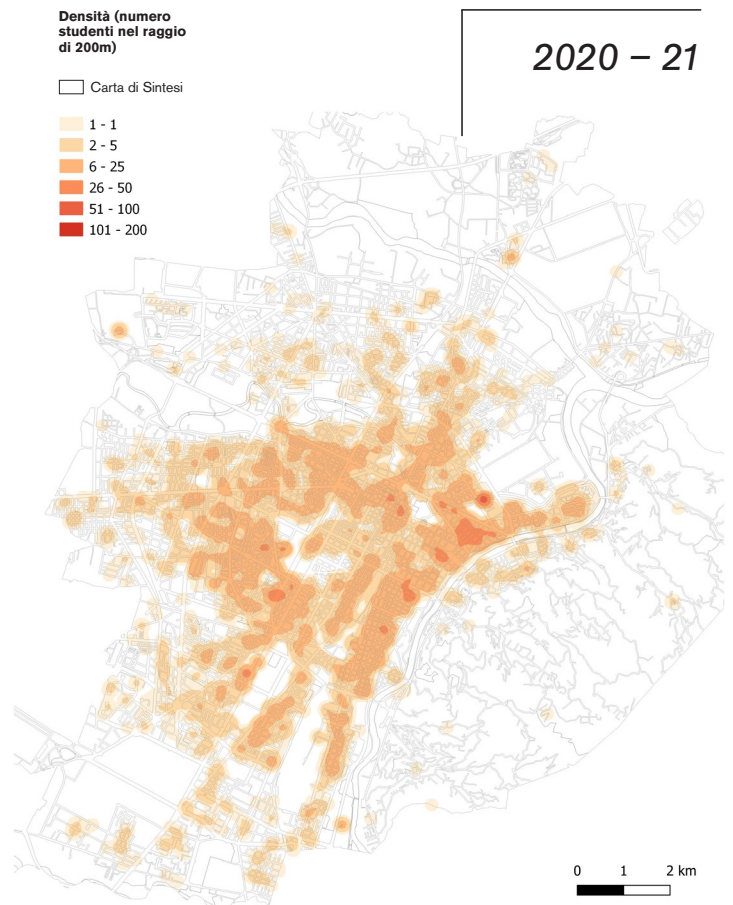 Densità (numero
studenti nel raggio
di 200m)
Carta di Sintesi
1 - 1
2 - 5
6 - 25
26 - 50
51 - 100
101 - 200
2020 – 21
0 1 2 km